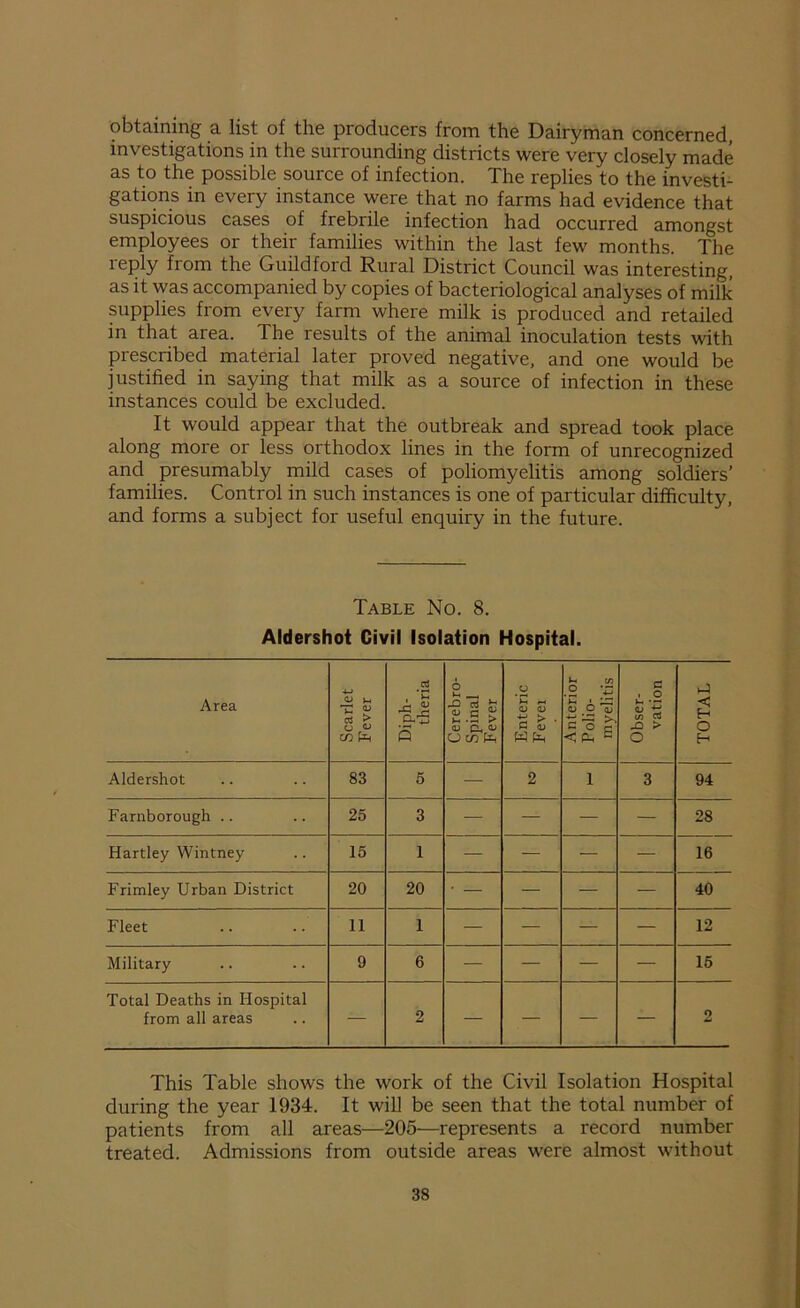 obtaining a list of the producers from the Dairyman concerned,
investigations in the surrounding districts were very closely made
as to the possible source of infection. The replies to the investi-
gations in every instance were that no farms had evidence that
suspicious cases of frebrile infection had occurred amongst
employees or their families within the last few months. The
reply from the Guildford Rural District Council was interesting,
as it was accompanied by copies of bacteriological analyses of milk
supplies from every farm where milk is produced and retailed
in that area. The results of the animal inoculation tests with
prescribed material later proved negative, and one would be
justified in saying that milk as a source of infection in these
instances could be excluded.
It would appear that the outbreak and spread took place
along more or less orthodox lines in the form of unrecognized
and presumably mild cases of poliomyelitis among soldiers'
families. Control in such instances is one of particular difficulty,
and forms a subject for useful enquiry in the future.
Table No. 8.
Aldershot Civil Isolation Hospital.
Area | Scarlet Fever | Diph-theria | Cerebro-Spinal Fever | Enteric Fever | Anterior Polio-myelitis | Obser-vation | TOTAL
Aldershot .. .. 83 5 — 2 1 3 94
Farnborough .. .. 25 3 — — — — 28
Hartley Wintney .. 15 1 — — — — 16
Frimley Urban District 20 20 — — — — 40
Fleet .. .. 11 1 — — — — 12
Military .. .. 9 6 — — — — 15
Total Deaths in Hospital
from all areas .. — 2 — — — — 2
This Table shows the work of the Civil Isolation Hospital
during the year 1934. It will be seen that the total number of
patients from all areas—205—represents a record number
treated. Admissions from outside areas were almost without
38